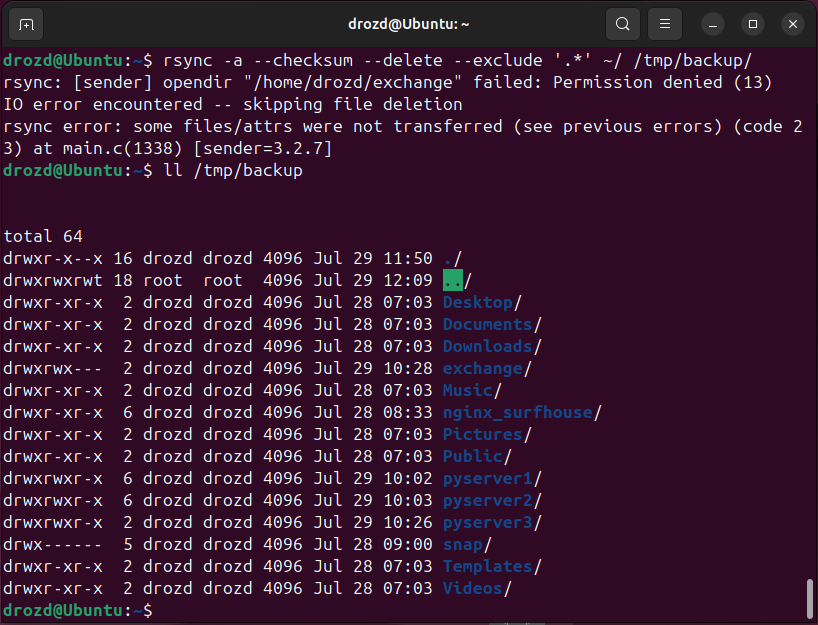 drozd@Ubuntu: ~
drozd@Ubuntu:~$ rsync -a --checksum --delete --exclude '.*' ~/ /tmp/backup/
rsync: [sender] opendir "/home/drozd/exchange" failed: Permission denied (13)
IO error encountered -- skipping file deletion
rsync error: some files/attrs were not transferred (see previous errors) (code 2
3) at main.c(1338) [sender=3.2.7]
drozd@Ubuntu:~$ ll /tmp/backup
total 64
drwxr-x--x 16 drozd drozd 4096 Jul 29 11:50 ./
drwxrwxrwt 18 root  root  4096 Jul 29 12:09 ../
drwxr-xr-x  2 drozd drozd 4096 Jul 28 07:03 Desktop/
drwxr-xr-x  2 drozd drozd 4096 Jul 28 07:03 Documents/
drwxr-xr-x  2 drozd drozd 4096 Jul 28 07:03 Downloads/
drwxrwx---  2 drozd drozd 4096 Jul 29 10:28 exchange/
drwxr-xr-x  2 drozd drozd 4096 Jul 28 07:03 Music/
drwxr-xr-x  6 drozd drozd 4096 Jul 28 08:33 nginx_surfhouse/
drwxr-xr-x  2 drozd drozd 4096 Jul 28 07:03 Pictures/
drwxr-xr-x  2 drozd drozd 4096 Jul 28 07:03 Public/
drwxrwxr-x  6 drozd drozd 4096 Jul 29 10:02 pyserver1/
drwxrwxr-x  6 drozd drozd 4096 Jul 29 10:03 pyserver2/
drwxrwxr-x  2 drozd drozd 4096 Jul 29 10:26 pyserver3/
drwx------  5 drozd drozd 4096 Jul 28 09:00 snap/
drwxr-xr-x  2 drozd drozd 4096 Jul 28 07:03 Templates/
drwxr-xr-x  2 drozd drozd 4096 Jul 28 07:03 Videos/
drozd@Ubuntu:~$